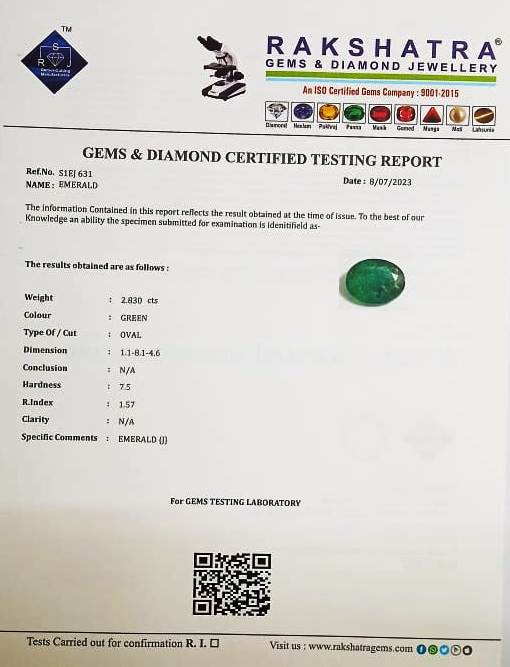 TM
S
R J
RAKSHATRA®
GEMS & DIAMOND JEWELLERY
An ISO Certified Gems Company : 9001-2015
Diamond Neelam Pukhraj Panna Manik Gomed Munga Moti Lahsunia
GEMS & DIAMOND CERTIFIED TESTING REPORT
Ref.No. S1EJ 631
NAME : EMERALD
Date : 8/07/2023
The information Contained in this report reflects the result obtained at the time of issue. To the best of our
Knowledge an ability the specimen submitted for examination is idenitifield as-
The results obtained are as follows :
Weight : 2.830 cts
Colour : GREEN
Type Of / Cut : OVAL
Dimension : 1.1-8.1-4.6
Conclusion : N/A
Hardness : 7.5
R.Index : 1.57
Clarity : N/A
Specific Comments : EMERALD (J)
For GEMS TESTING LABORATORY
Tests Carried out for confirmation R. I. ☐
Visit us : www.rakshatragems.com